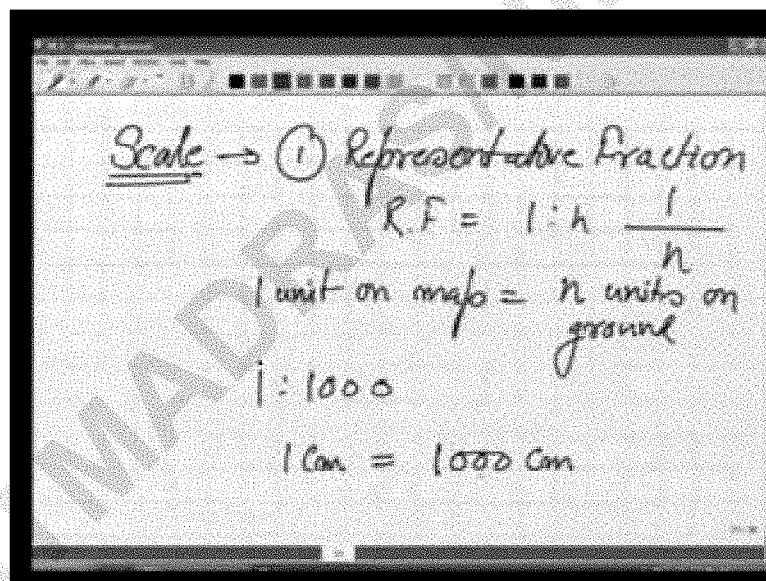 Scale → ① Representative Fraction
R.F = 1 : n 1/n
1 unit on map = n units on
ground
1 : 1000
1 cm = 1000 cm
MADRAS